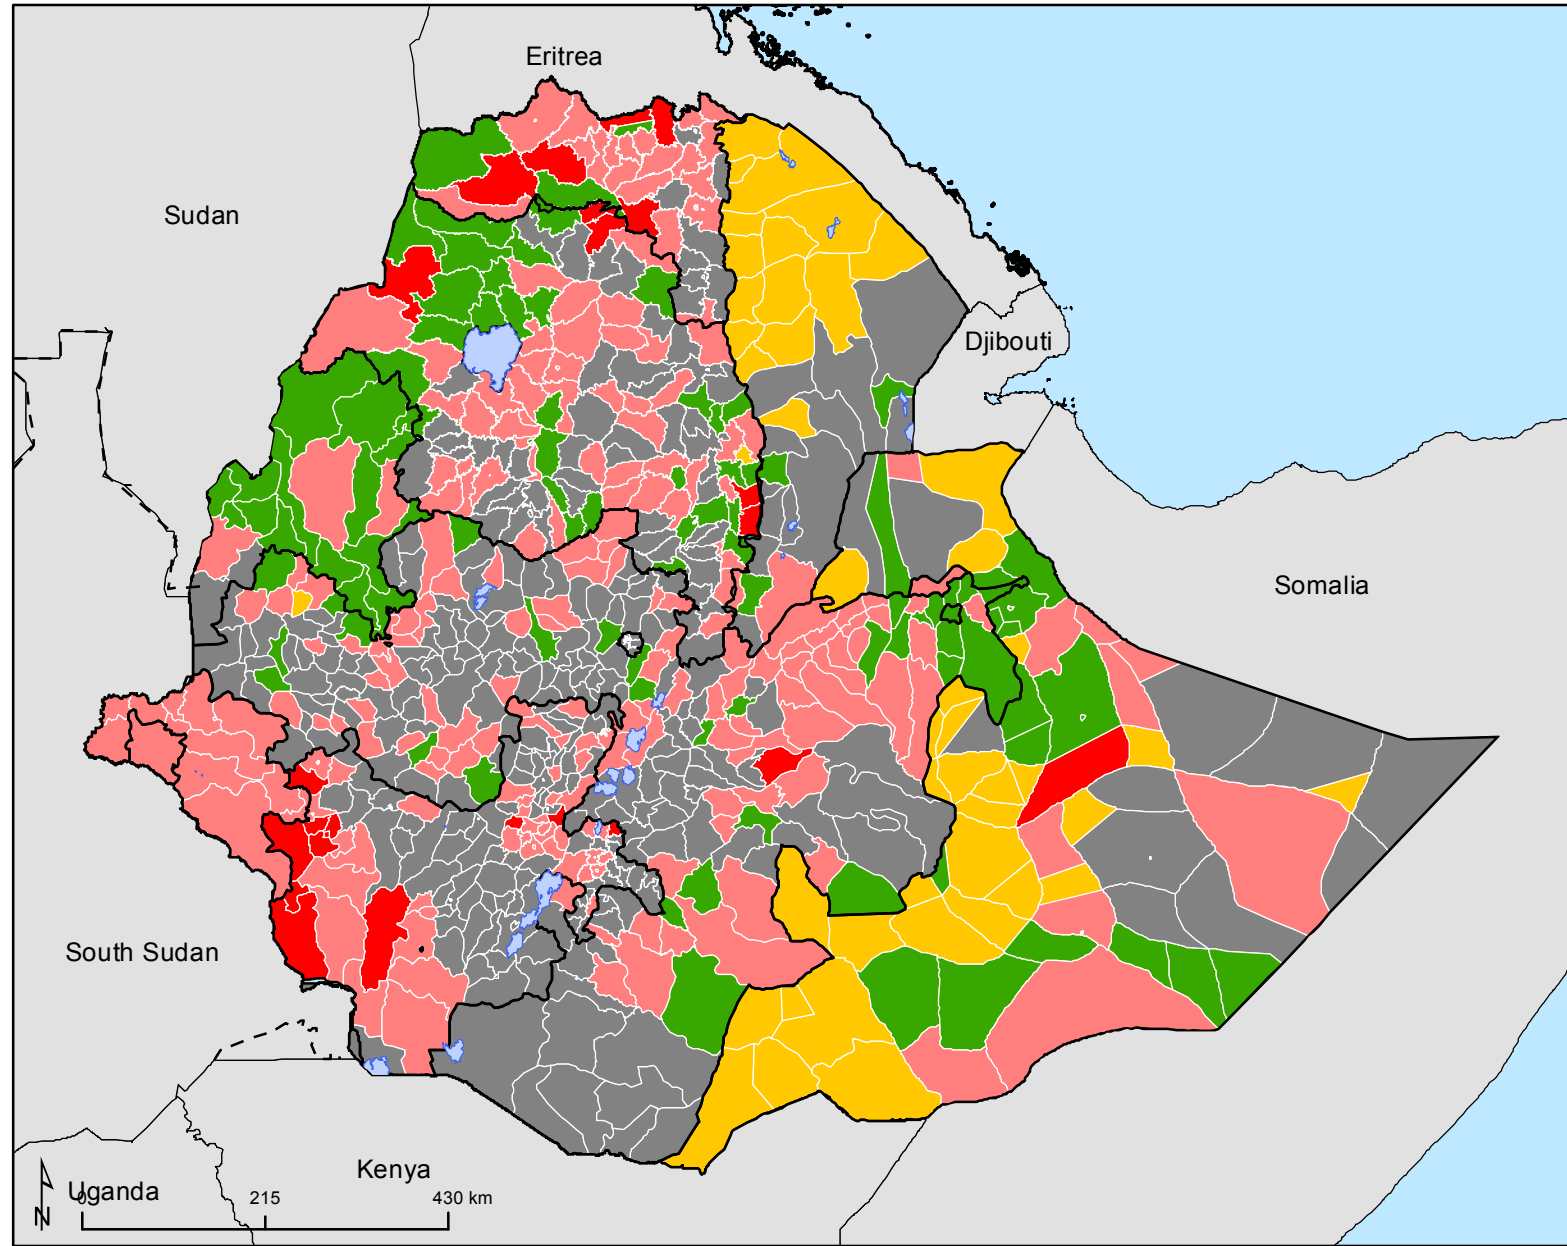 Eritrea
Sudan
Djibouti
Somalia
South Sudan
Kenya
Uganda
0 215 430 km
N